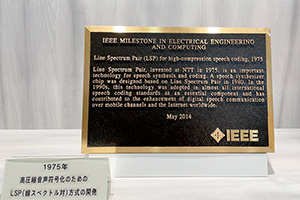 IEEE MILESTONE IN ELECTRICAL ENGINEERING
AND COMPUTING
Line Spectrum Pair (LSP) for high-compression speech coding, 1975
Line Spectrum Pair, invented at NTT in 1975, is an important
technology for speech synthesis and coding. A speech synthesizer
chip was designed based on Line Spectrum Pair in 1980. In the
1990s, this technology was adopted in almost all international
speech coding standards as an essential component and has
contributed to the enhancement of digital speech communication
over mobile channels and the Internet worldwide.
May 2014
IEEE
1975年
高圧縮音声符号化のための
LSP(線スペクトル対)方式の開発